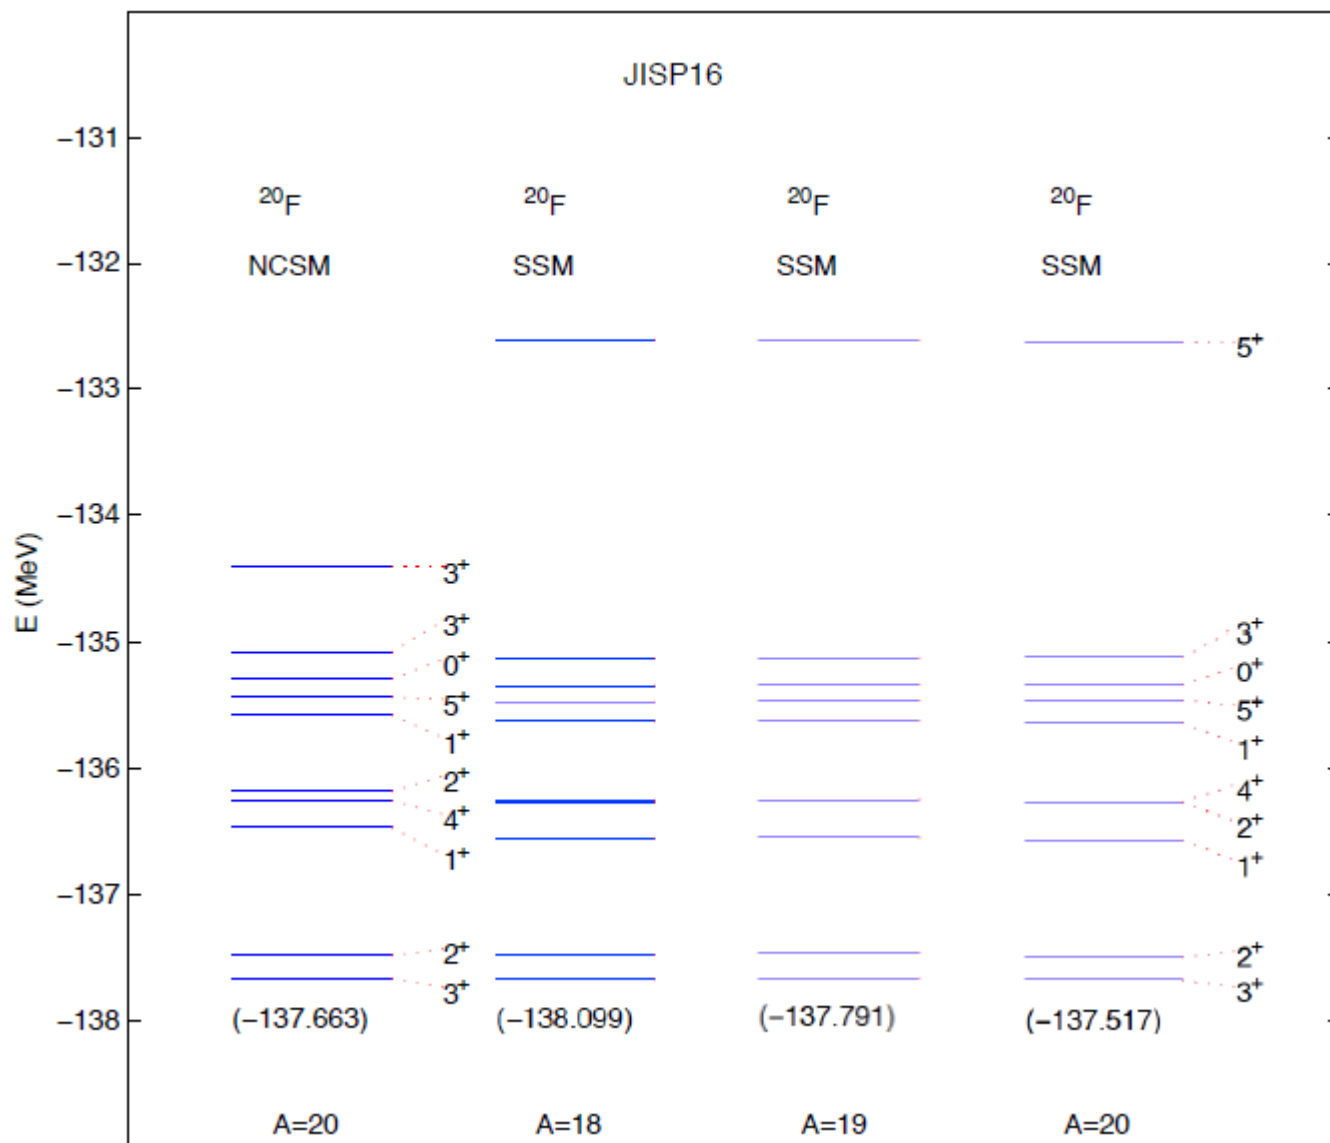 JISP16
−131
²⁰F ²⁰F ²⁰F ²⁰F
−132 NCSM SSM SSM SSM
5⁺
−133
−134
E (MeV)
3⁺
3⁺ 3⁺
−135
0⁺ 0⁺
5⁺ 5⁺
1⁺ 1⁺
−136
2⁺ 4⁺
4⁺ 2⁺
1⁺ 1⁺
−137
2⁺ 2⁺
3⁺ 3⁺
−138 (−137.663) (−138.099) (−137.791) (−137.517)
A=20 A=18 A=19 A=20